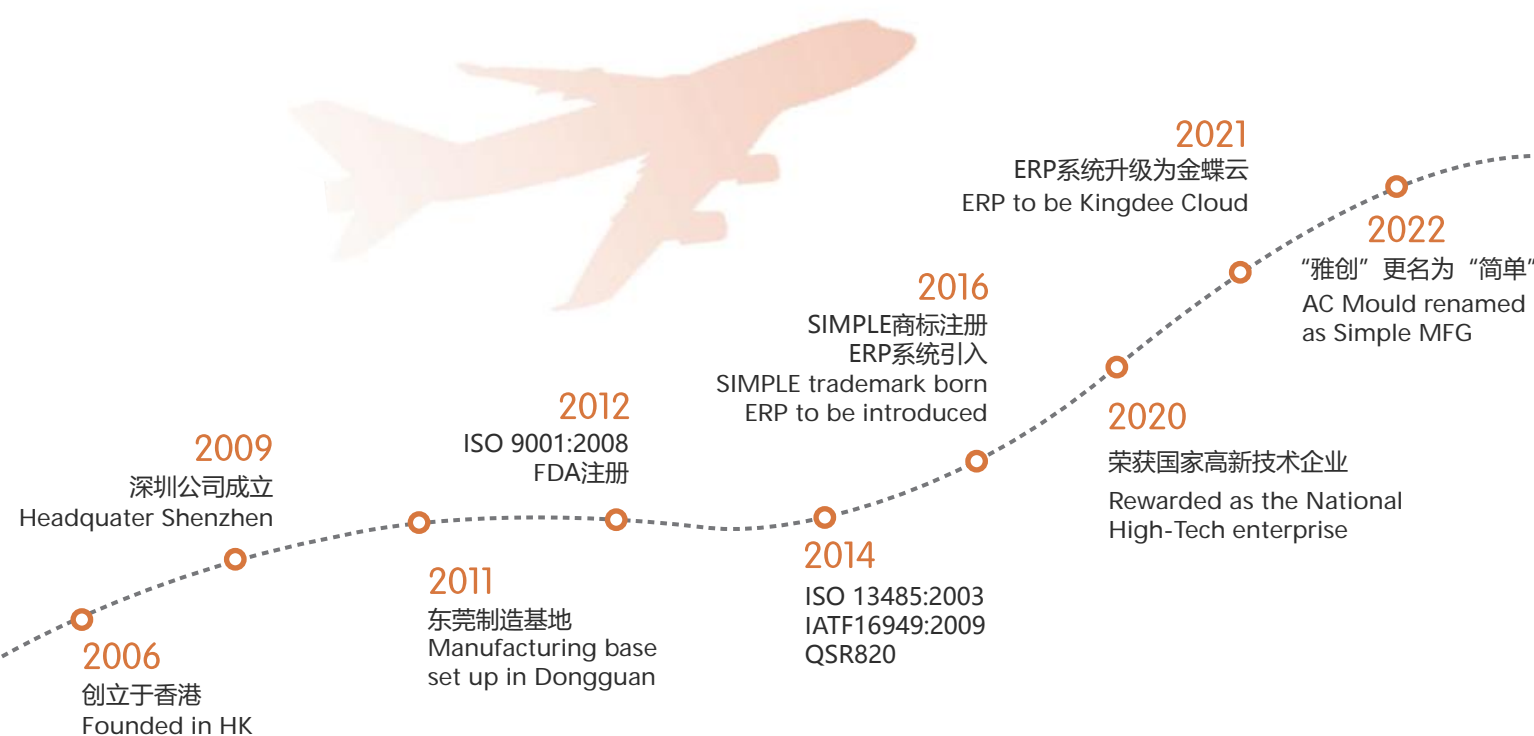 2006
创立于香港
Founded in HK
2009
深圳公司成立
Headquater Shenzhen
2011
东莞制造基地
Manufacturing base
set up in Dongguan
2012
ISO 9001:2008
FDA注册
2014
ISO 13485:2003
IATF16949:2009
QSR820
2016
SIMPLE商标注册
ERP系统引入
SIMPLE trademark born
ERP to be introduced
2020
荣获国家高新技术企业
Rewarded as the National
High-Tech enterprise
2021
ERP系统升级为金蝶云
ERP to be Kingdee Cloud
2022
“雅创”更名为“简单”
AC Mould renamed
as Simple MFG